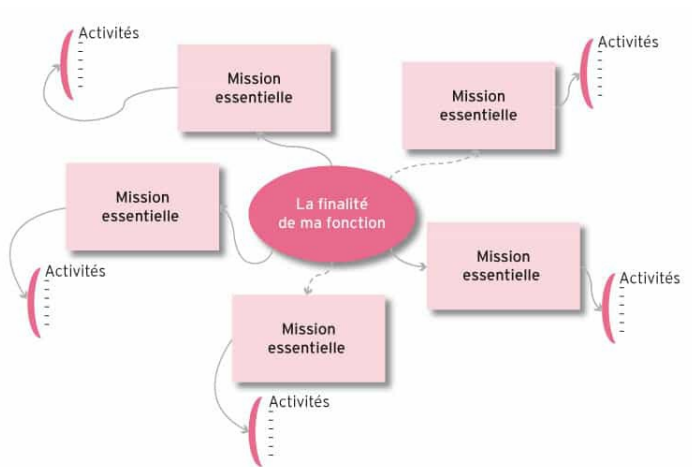 Activités
-
-
-
-
-
Mission
essentielle
Activités
-
-
-
-
-
Mission
essentielle
La finalité
de ma fonction
Mission
essentielle
Activités
-
-
-
-
-
Mission
essentielle
Activités
-
-
-
-
-
Mission
essentielle
Activités
-
-
-
-
-